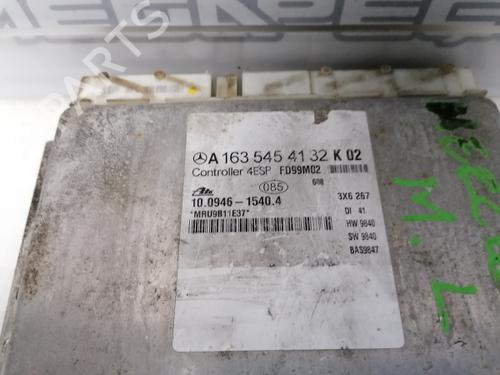 A 163 545 41 32 K 02
Controller 4ESP FD99M02
Ate 085 608
10.0946-1540.4 3X6 267
*MRU9B11E37* DI 41
HW 9840
SW 9840
BAS9847
M.L
PARTS